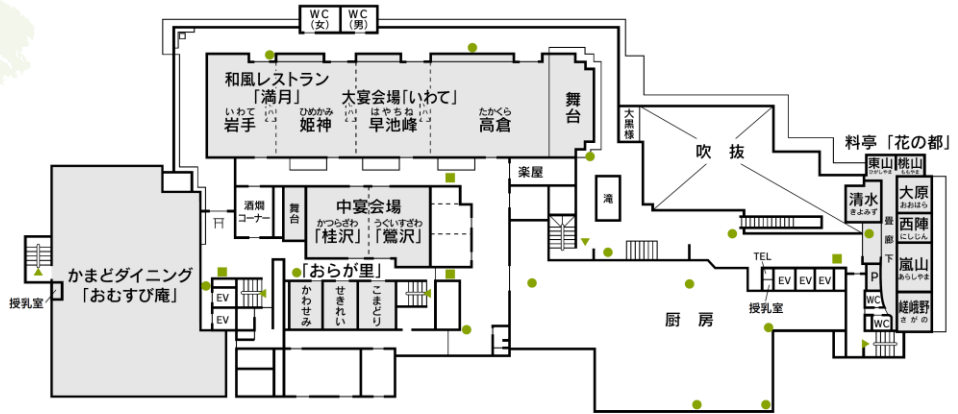 WC
(女)
WC
(男)
和風レストラン
「満月」
大宴会場「いわて」
いわて
岩手
ひめかみ
姫神
はやちね
早池峰
たかくら
高倉
舞台
大黒様
吹 抜
料亭「花の都」
東山
ひがしやま
桃山
ももやま
清水
きよみず
大原
おおはら
西陣
にしじん
嵐山
あらしやま
嵯峨野
さがの
畳廊下
P
WC
WC
楽屋
滝
酒燗
コーナー
舞台
中宴会場
かつらざわ
「桂沢」
うぐいすざわ
「鶯沢」
「おらが里」
かわせみ
せきれい
こまどり
かまどダイニング
「おむすび庵」
授乳室
EV
EV
TEL
EV
EV
EV
授乳室
厨 房